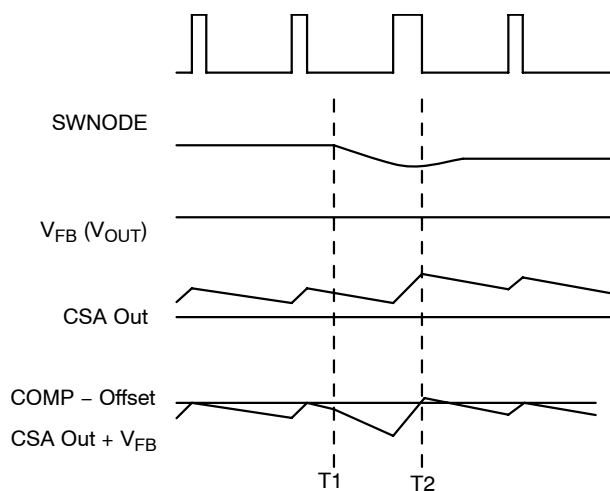 SWNODE
V_FB (V_OUT)
CSA Out
COMP – Offset
CSA Out + V_FB
T1 T2